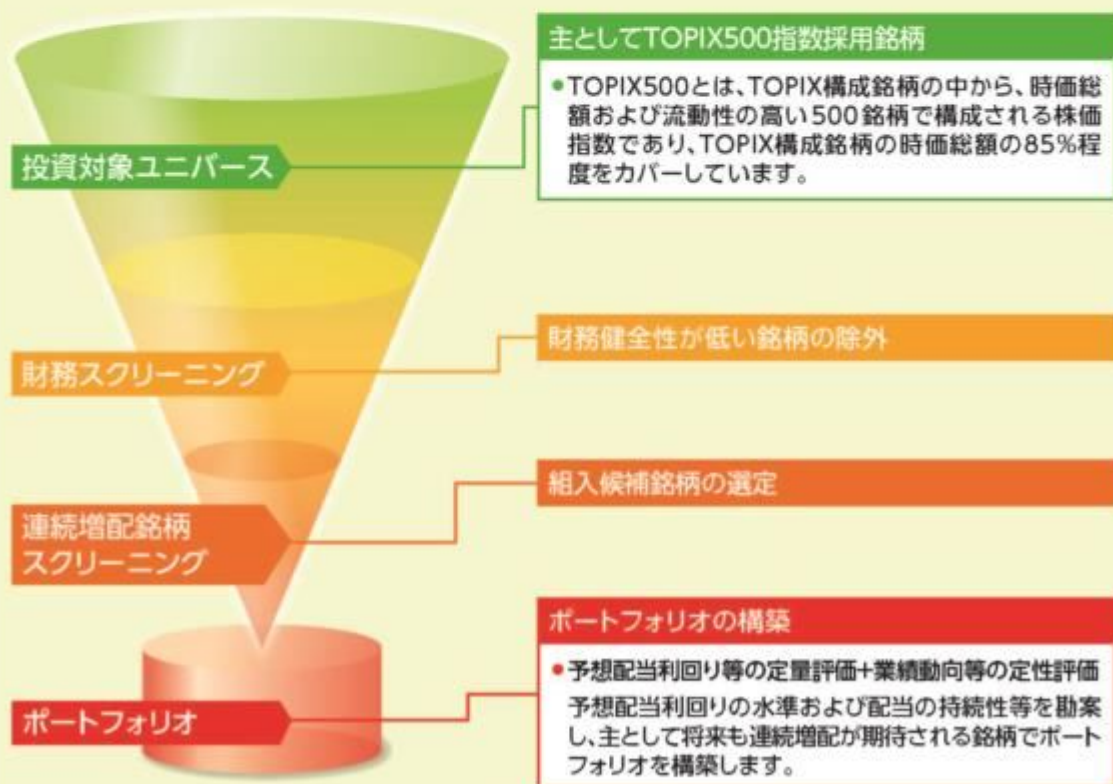 主としてTOPIX500指数採用銘柄
•TOPIX500とは、TOPIX構成銘柄の中から、時価総
額および流動性の高い500銘柄で構成される株価
指数であり、TOPIX構成銘柄の時価総額の85%程
度をカバーしています。
投資対象ユニバース
財務健全性が低い銘柄の除外
財務スクリーニング
組入候補銘柄の選定
連続増配銘柄
スクリーニング
ポートフォリオの構築
•予想配当利回り等の定量評価+業績動向等の定性評価
予想配当利回りの水準および配当の持続性等を勘案
し、主として将来も連続増配が期待される銘柄でポート
フォリオを構築します。
ポートフォリオ